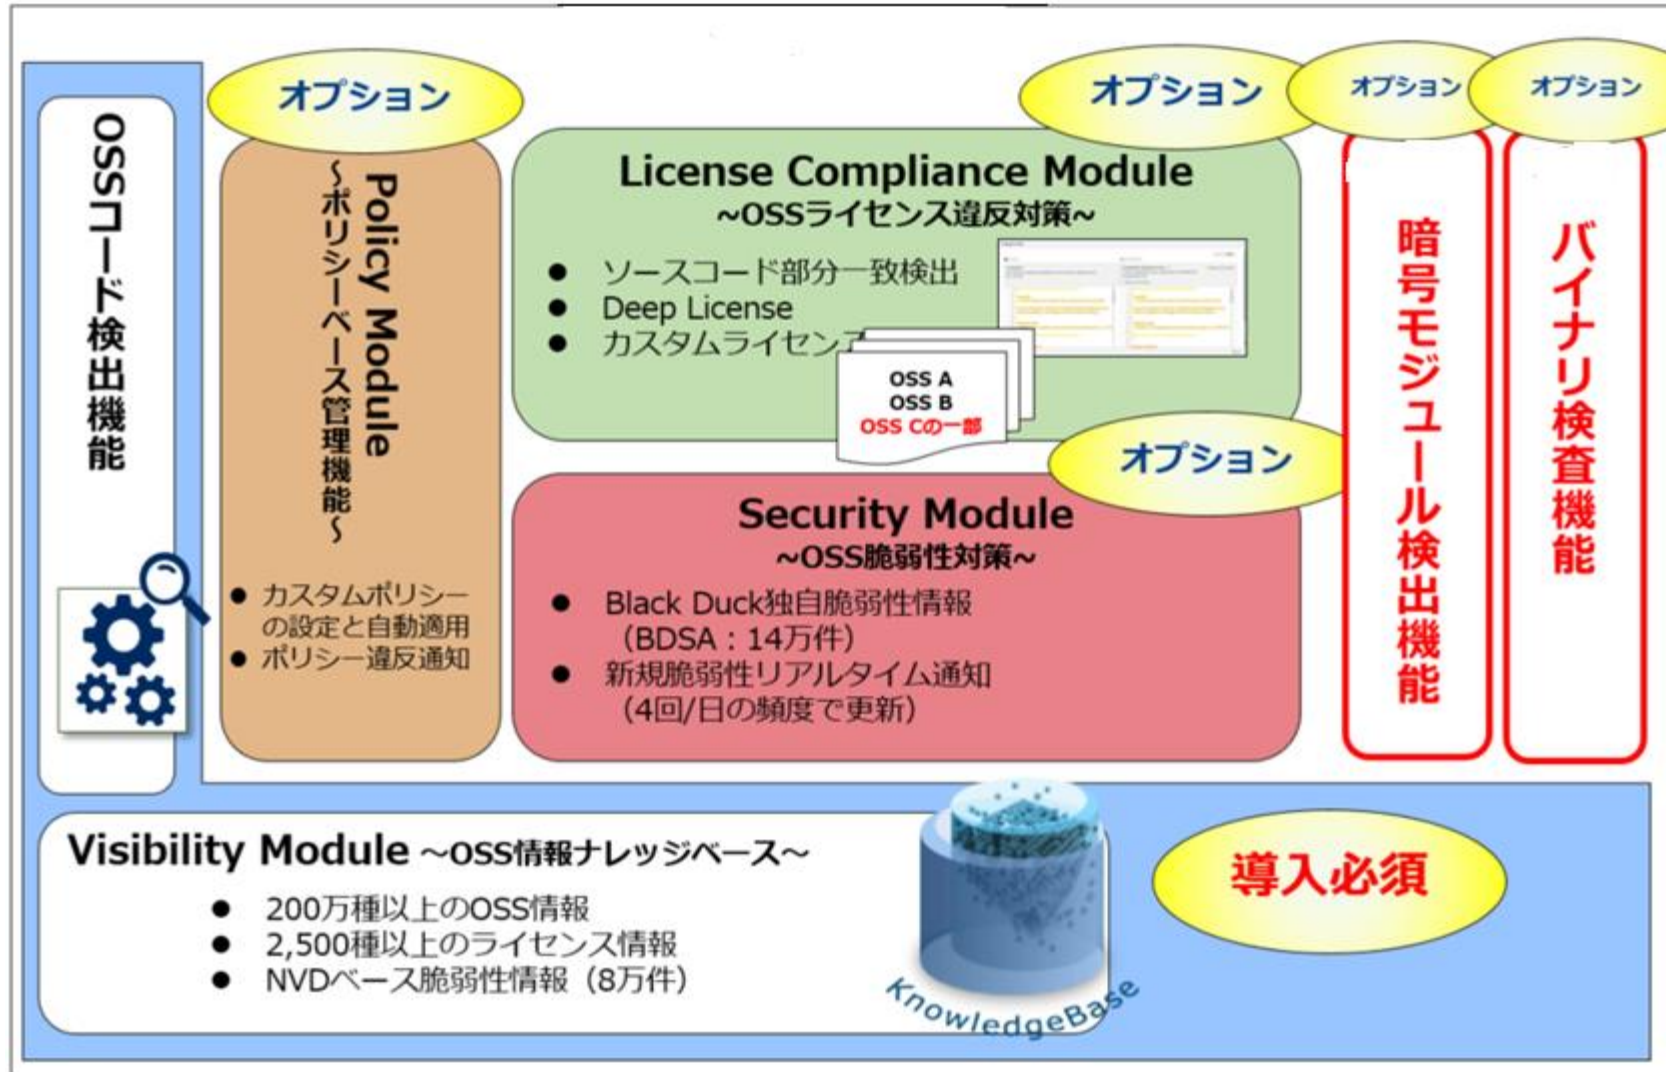 オプション
オプション
オプション
オプション
OSSコード検出機能
Policy Module
~ポリシーベース管理機能~
● カスタムポリシー
の設定と自動適用
● ポリシー違反通知
License Compliance Module
~OSSライセンス違反対策~
● ソースコード部分一致検出
● Deep License
● カスタムライセンス
OSS A
OSS B
OSS Cの一部
オプション
Security Module
~OSS脆弱性対策~
● Black Duck独自脆弱性情報
(BDSA：14万件)
● 新規脆弱性リアルタイム通知
(4回/日の頻度で更新)
暗号モジュール検出機能
バイナリ検査機能
Visibility Module ～OSS情報ナレッジベース～
● 200万種以上のOSS情報
● 2,500種以上のライセンス情報
● NVDベース脆弱性情報（8万件）
KnowledgeBase
導入必須